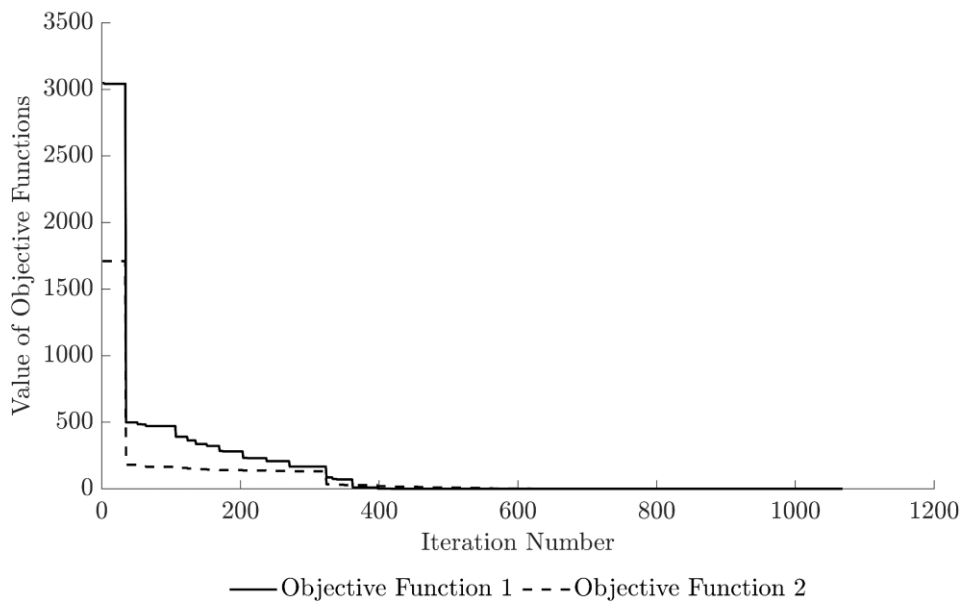 3500
3000
2500
2000
1500
1000
500
0
Value of Objective Functions
0 200 400 600 800 1000 1200
Iteration Number
Objective Function 1 Objective Function 2